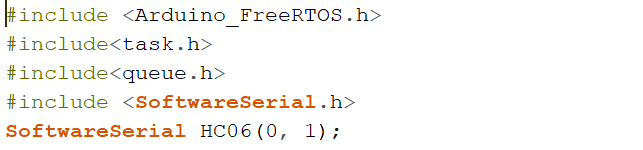 #include <Arduino_FreeRTOS.h>
#include<task.h>
#include<queue.h>
#include <SoftwareSerial.h>
SoftwareSerial HC06(0, 1);